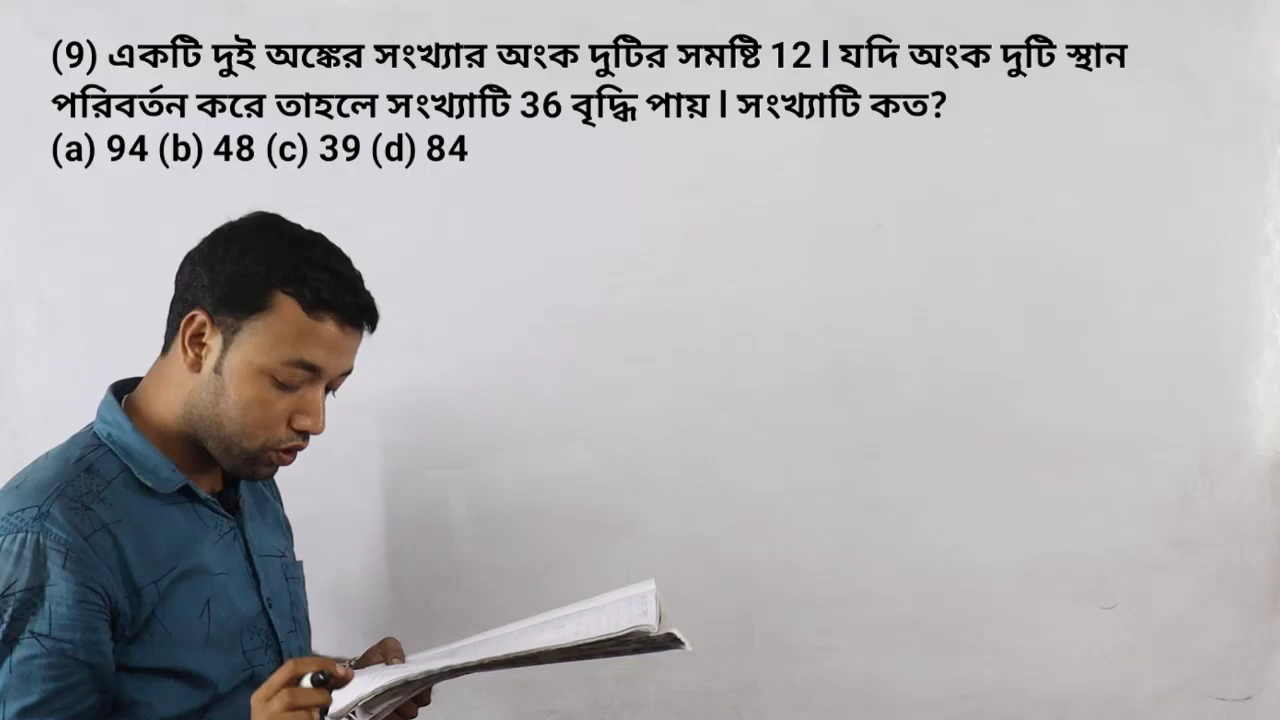 (9) একটি দুই অঙ্কের সংখ্যার অংক দুটির সমষ্টি 12 l যদি অংক দুটি স্থান
পরিবর্তন করে তাহলে সংখ্যাটি 36 বৃদ্ধি পায় l সংখ্যাটি কত?
(a) 94 (b) 48 (c) 39 (d) 84